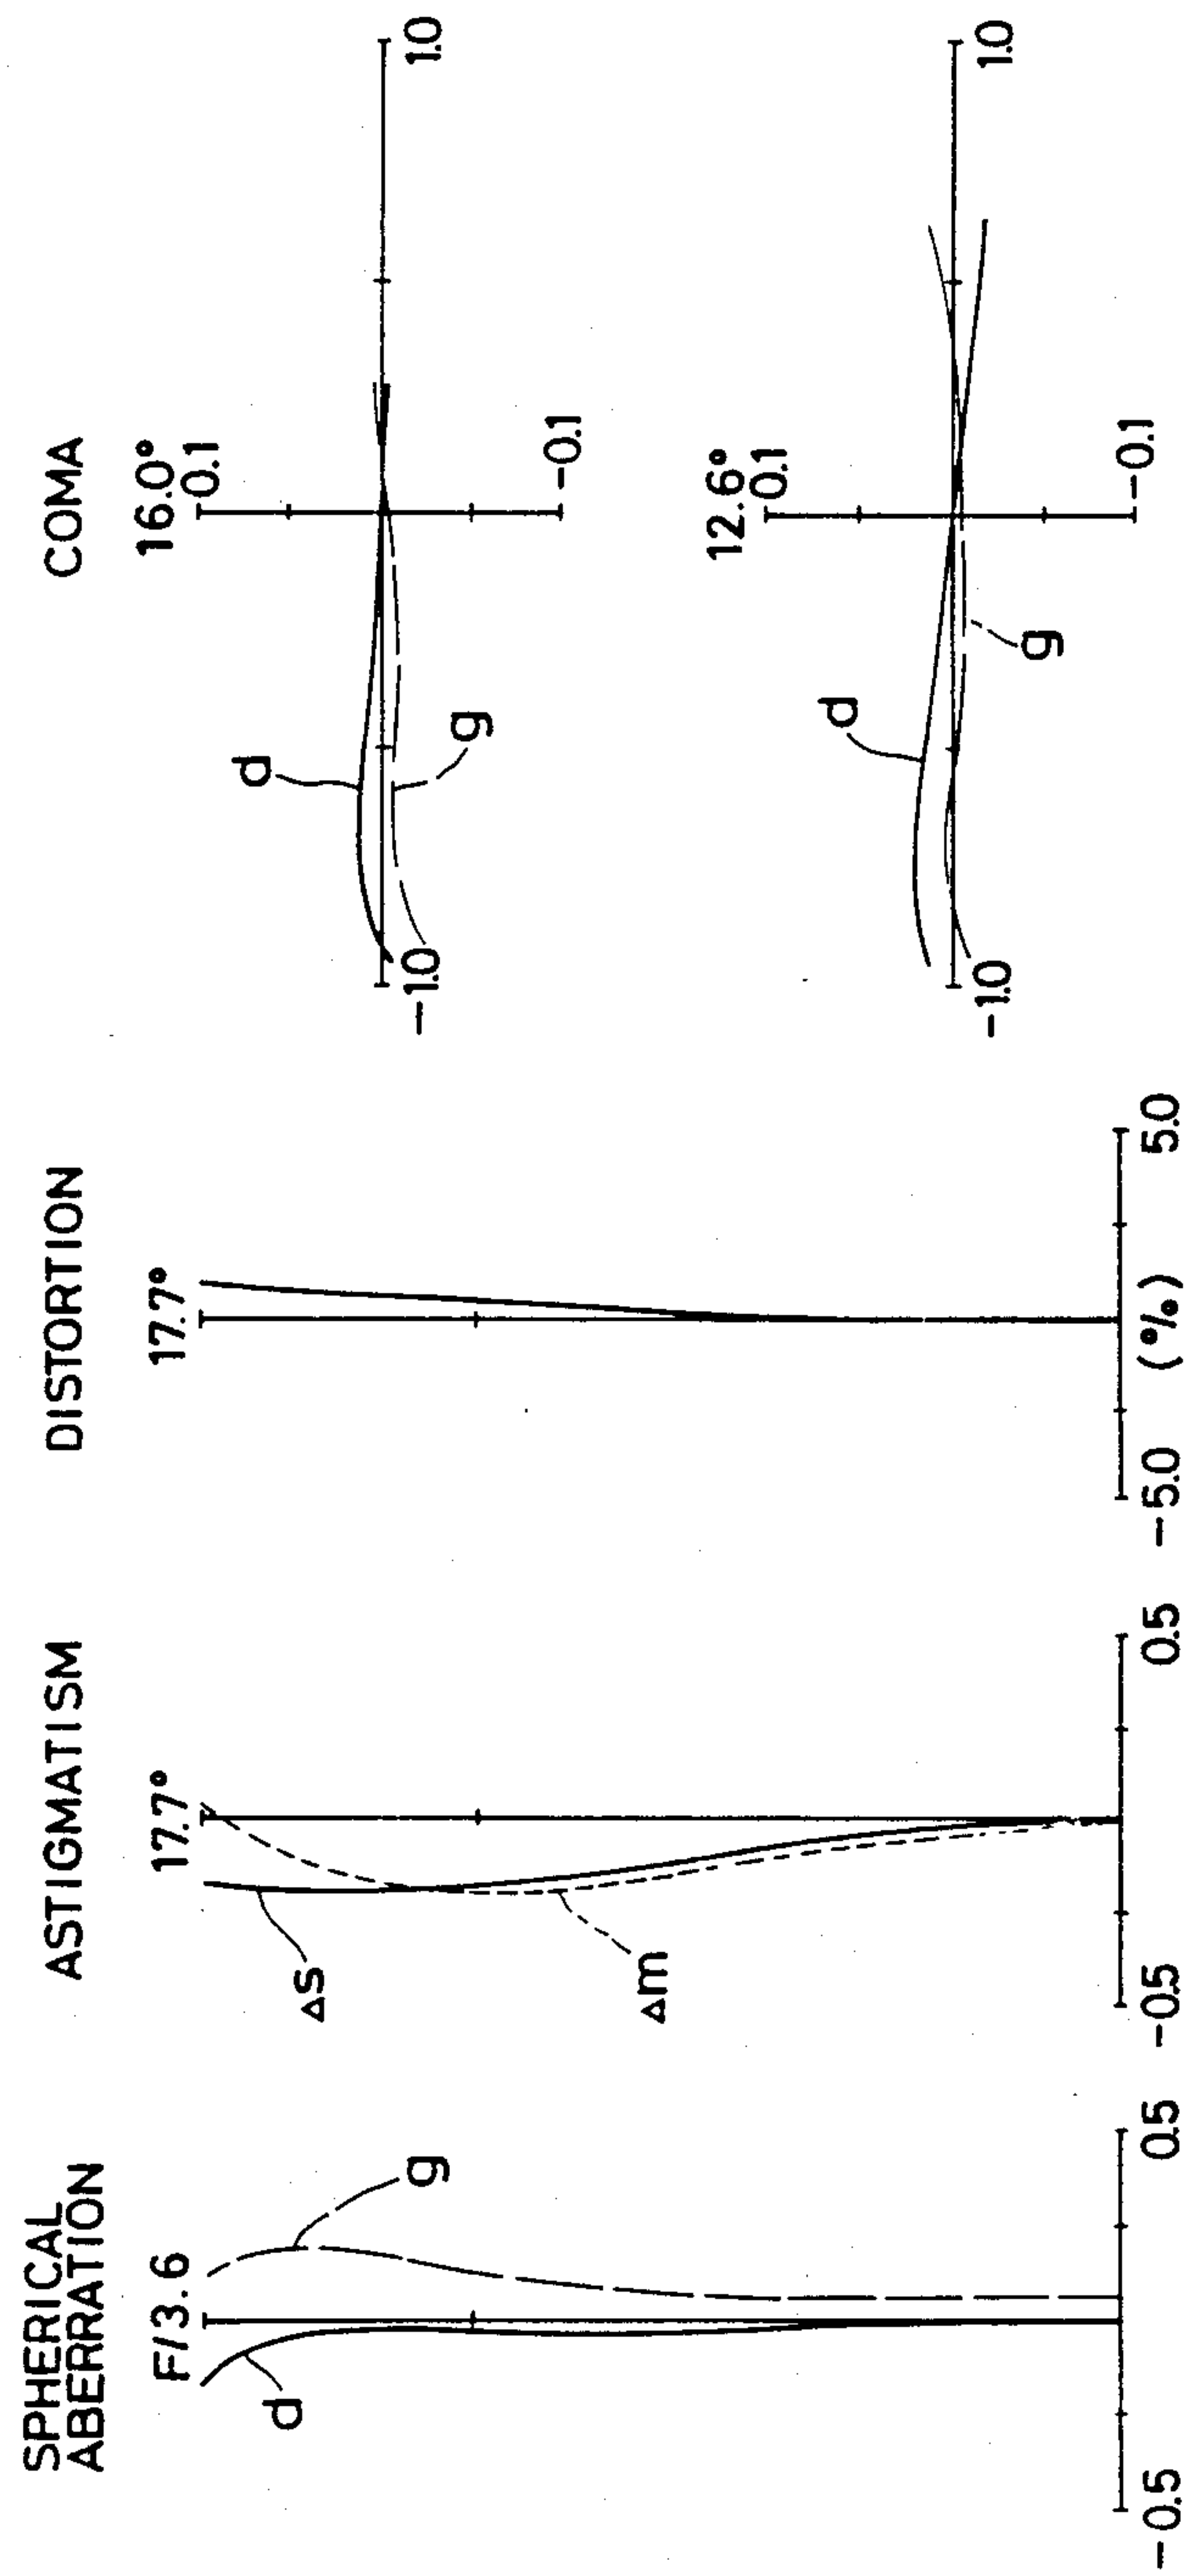 SPHERICAL
ABERRATION
F/3.6
d
g
-0.5
0.5
ASTIGMATISM
17.7°
Δs
Δm
-0.5
0.5
DISTORTION
17.7°
-5.0
(%)
5.0
COMA
16.0°
0.1
d
g
-1.0
1.0
-0.1
12.6°
0.1
d
g
-1.0
1.0
-0.1